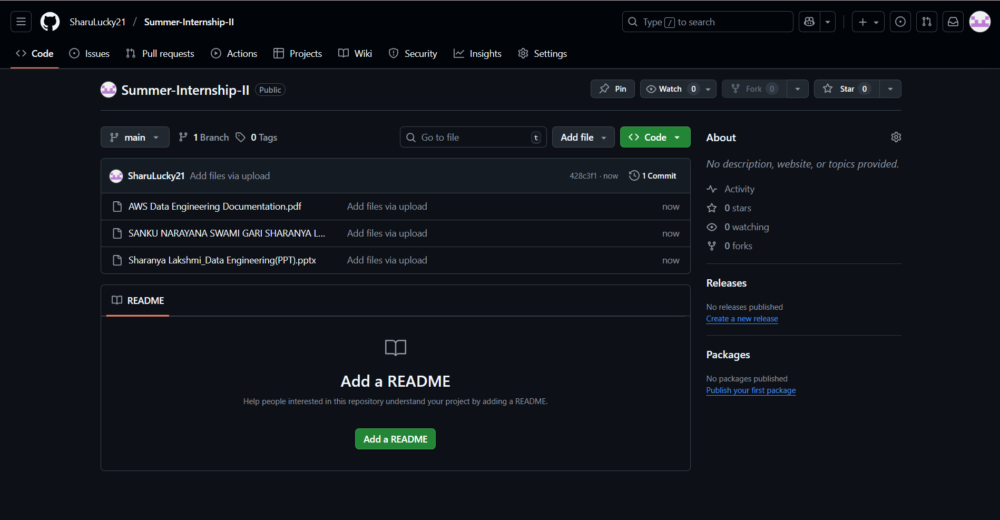 SharuLucky21 / Summer-Internship-II
Type / to search
Code Issues Pull requests Actions Projects Wiki Security Insights Settings
Summer-Internship-II Public
Pin Watch 0 Fork 0 Star 0
main 1 Branch 0 Tags
Go to file t
Add file
Code
SharuLucky21 Add files via upload 428c3f1 · now 1 Commit
AWS Data Engineering Documentation.pdf Add files via upload now
SANKU NARAYANA SWAMI GARI SHARANYA L... Add files via upload now
Sharanya Lakshmi_Data Engineering(PPT).pptx Add files via upload now
README
Add a README
Help people interested in this repository understand your project by adding a README.
Add a README
About
No description, website, or topics provided.
Activity
0 stars
0 watching
0 forks
Releases
No releases published
Create a new release
Packages
No packages published
Publish your first package